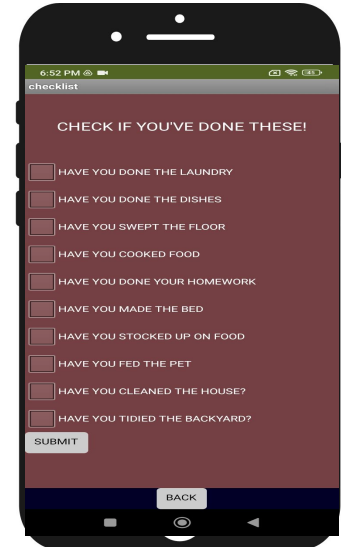 6:52 PM
checklist
CHECK IF YOU'VE DONE THESE!
HAVE YOU DONE THE LAUNDRY
HAVE YOU DONE THE DISHES
HAVE YOU SWEPT THE FLOOR
HAVE YOU COOKED FOOD
HAVE YOU DONE YOUR HOMEWORK
HAVE YOU MADE THE BED
HAVE YOU STOCKED UP ON FOOD
HAVE YOU FED THE PET
HAVE YOU CLEANED THE HOUSE?
HAVE YOU TIDIED THE BACKYARD?
SUBMIT
BACK